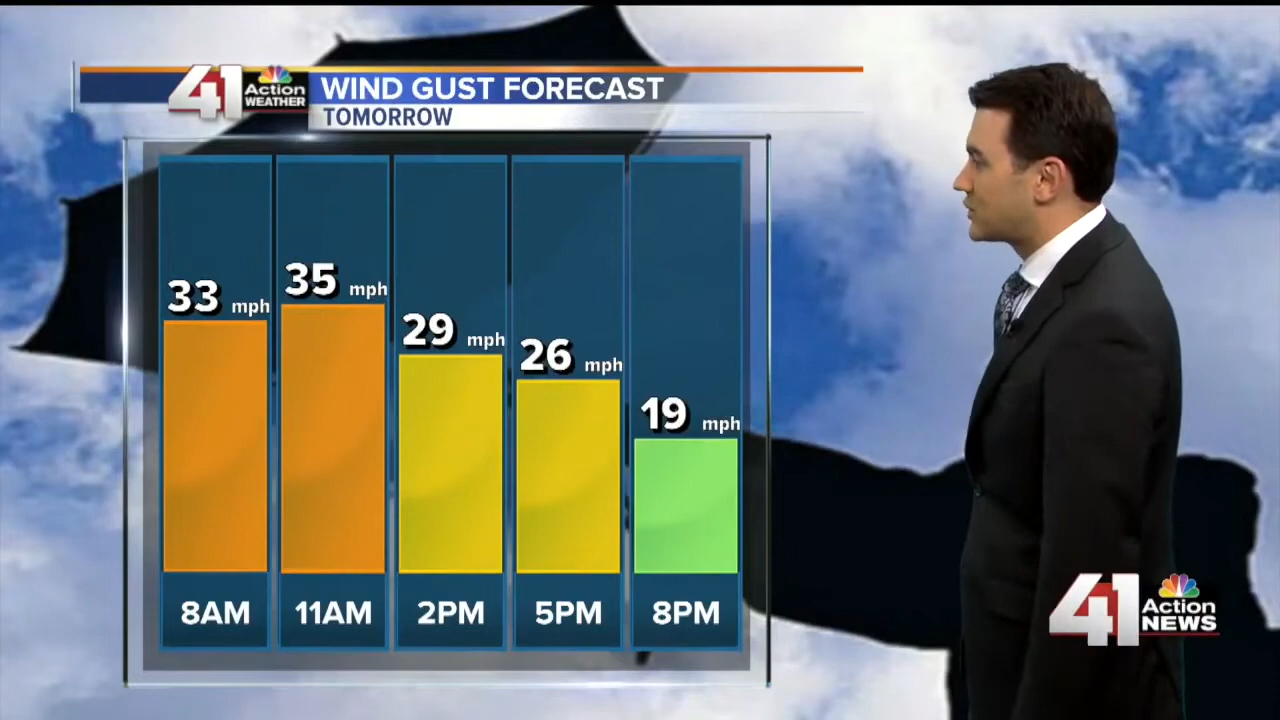 41 Action WEATHER
WIND GUST FORECAST
TOMORROW
33 mph
35 mph
29 mph
26 mph
19 mph
8AM
11AM
2PM
5PM
8PM
41 Action NEWS